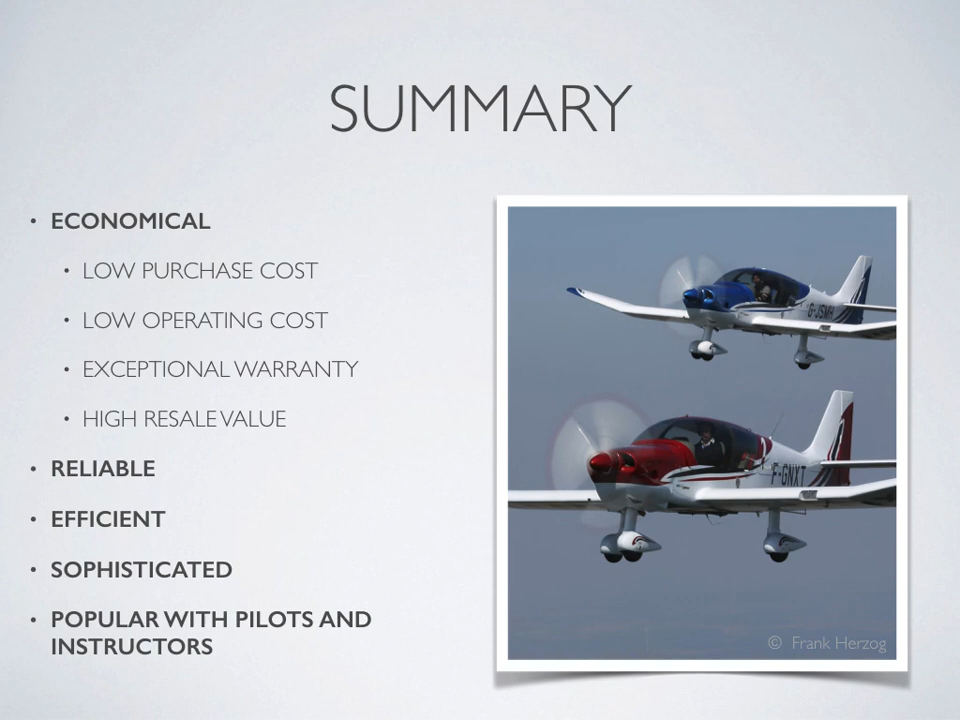 SUMMARY
• ECONOMICAL
• LOW PURCHASE COST
• LOW OPERATING COST
• EXCEPTIONAL WARRANTY
• HIGH RESALE VALUE
• RELIABLE
• EFFICIENT
• SOPHISTICATED
• POPULAR WITH PILOTS AND
INSTRUCTORS
G-JSMH
F-GNXT
© Frank Herzog